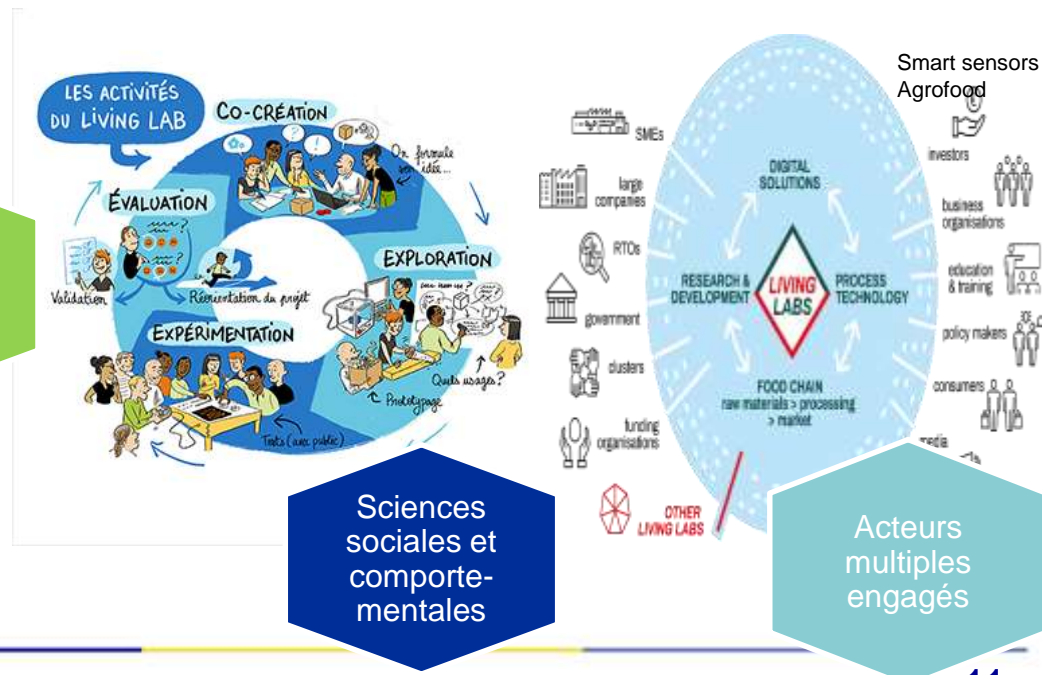 LES ACTIVITÉS
DU LIVING LAB
CO-CRÉATION
On formule
son idée...
ÉVALUATION
Validation
Réorientation du projet
EXPLORATION
Quels usages?
Prototypage
EXPÉRIMENTATION
Tests (avec public)
Smart sensors
Agrofood
SMEs
large
companies
RTOs
government
clusters
funding
organisations
OTHER
LIVING LABS
DIGITAL
SOLUTIONS
RESEARCH &
DEVELOPMENT
LIVING
LABS
PROCESS
TECHNOLOGY
FOOD CHAIN
raw materials > processing
> market
investors
business
organisations
education
& training
policy makers
consumers
media
Sciences
sociales et
comporte-
mentales
Acteurs
multiples
engagés